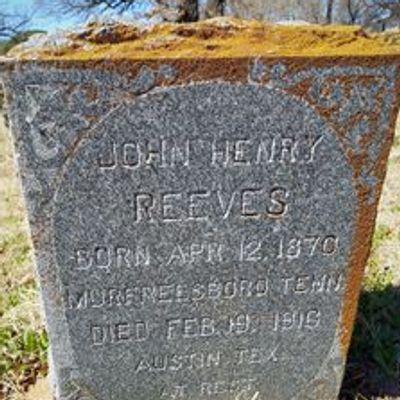 JOHN HENRY
REEVES
BORN APR 12, 1870
MURFREESBORO TENN.
DIED FEB. 19. 1916
AUSTIN TEX.
AT REST